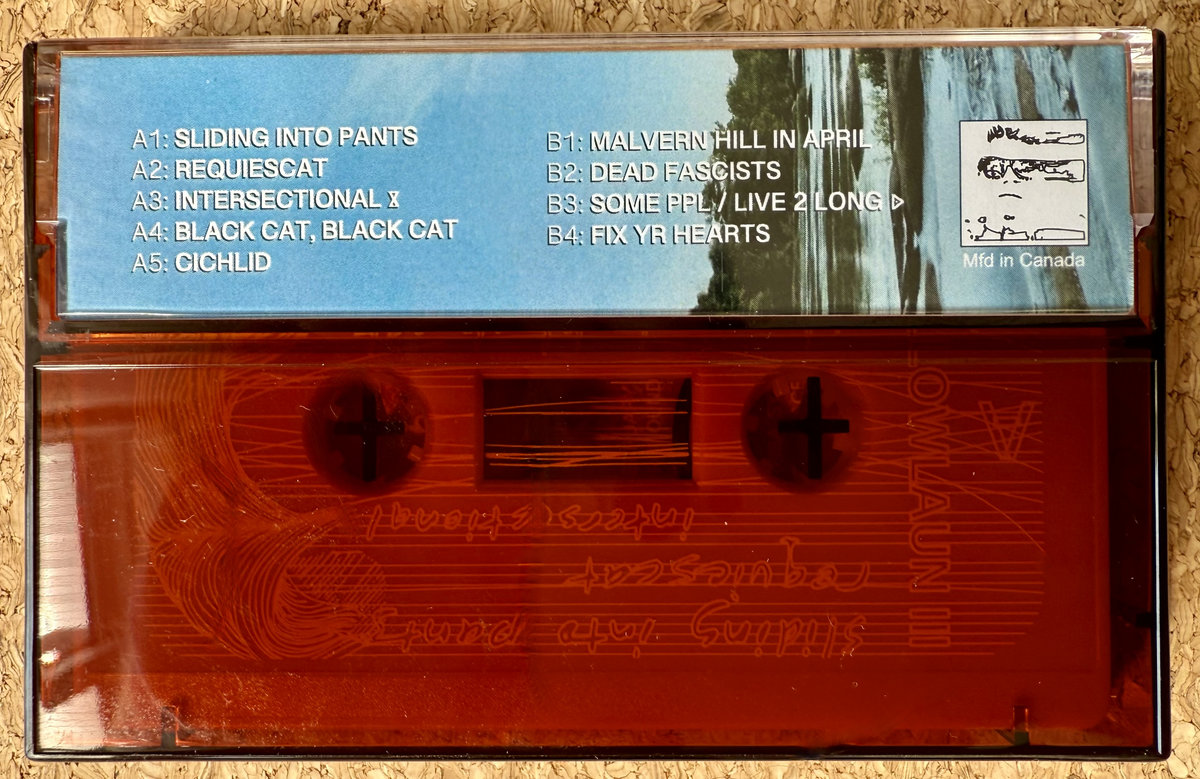 A1: SLIDING INTO PANTS
A2: REQUIESCAT
A3: INTERSECTIONAL ⧖
A4: BLACK CAT, BLACK CAT
A5: CICHLID
B1: MALVERN HILL IN APRIL
B2: DEAD FASCISTS
B3: SOME PPL / LIVE 2 LONG ▷
B4: FIX YR HEARTS
Mfd in Canada
intersectional
requiescat
sliding into pants